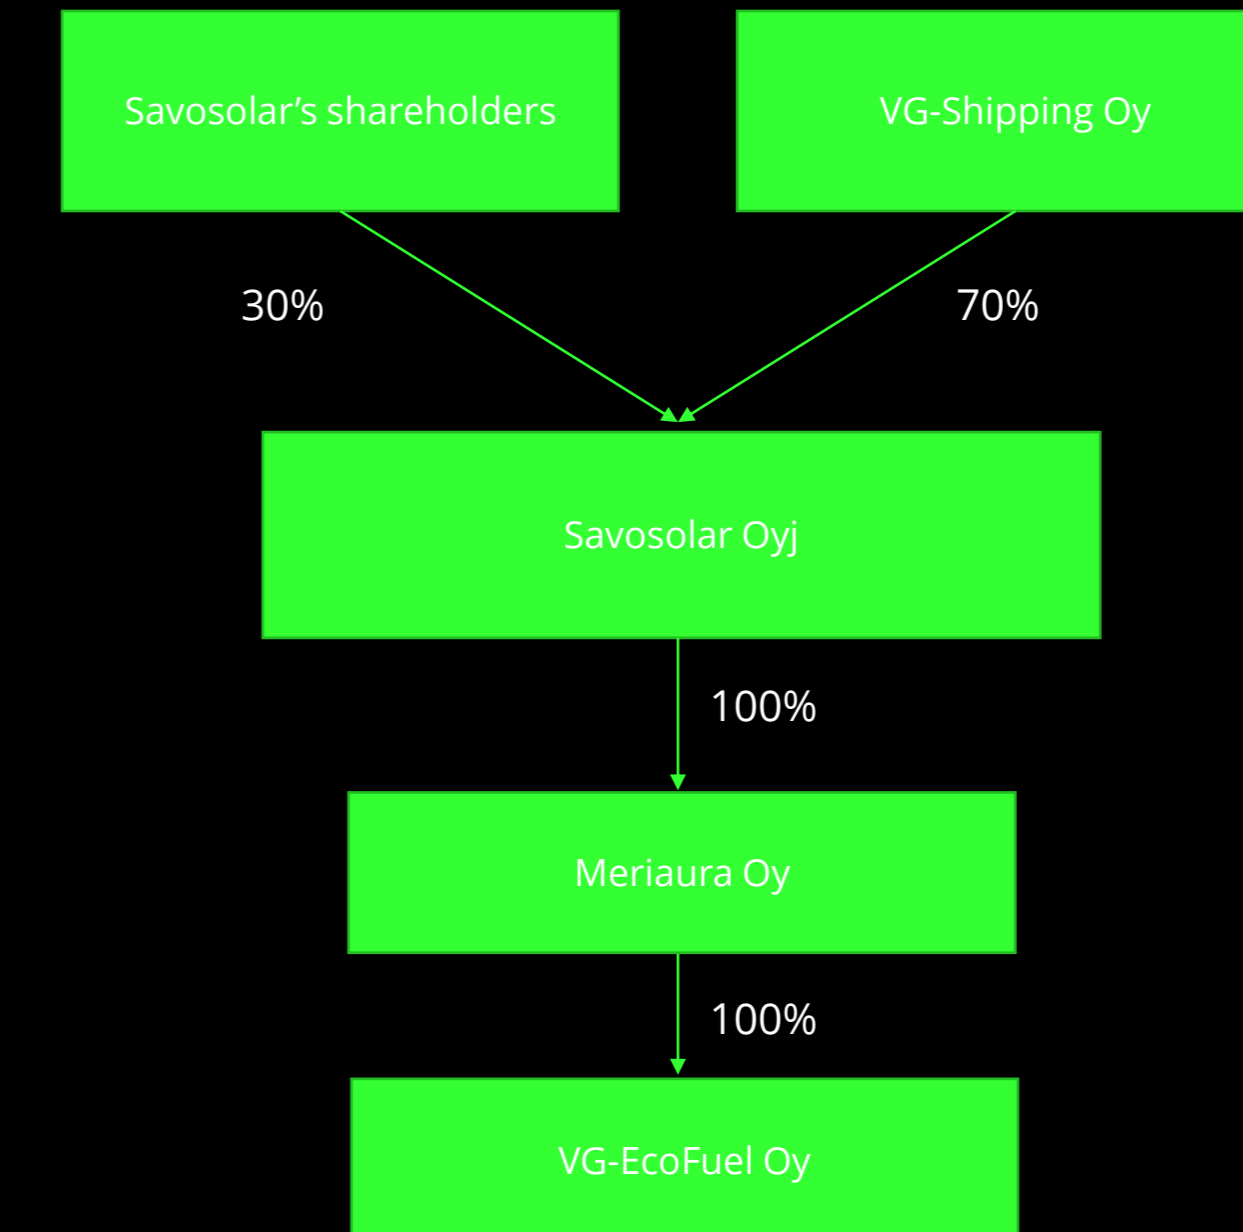 Savosolar’s shareholders
VG-Shipping Oy
30%
70%
Savosolar Oyj
100%
Meriaura Oy
100%
VG-EcoFuel Oy